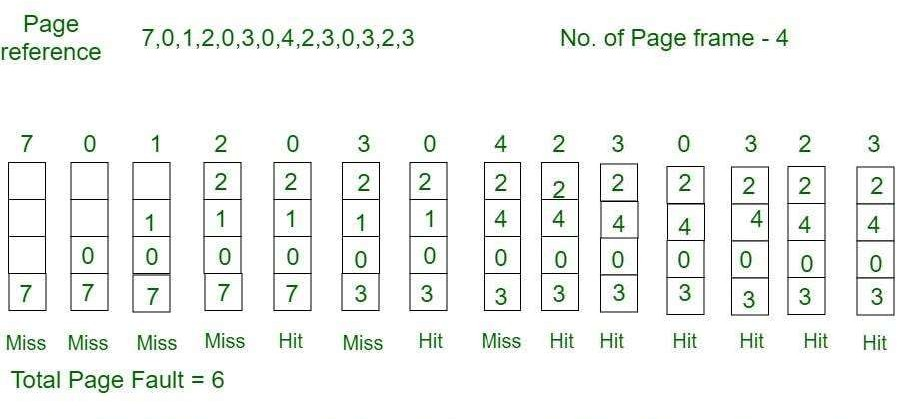 Page
reference
7,0,1,2,0,3,0,4,2,3,0,3,2,3
No. of Page frame - 4
7 0 1 2 0 3 0 4 2 3 0 3 2 3
2 2 2 2 2 2 2 2 2 2 2
1 1 1 1 1 4 4 4 4 4 4 4
0 0 0 0 0 0 0 0 0 0 0 0 0
7 7 7 7 7 3 3 3 3 3 3 3 3 3
Miss Miss Miss Miss Hit Miss Hit Miss Hit Hit Hit Hit Hit Hit
Total Page Fault = 6